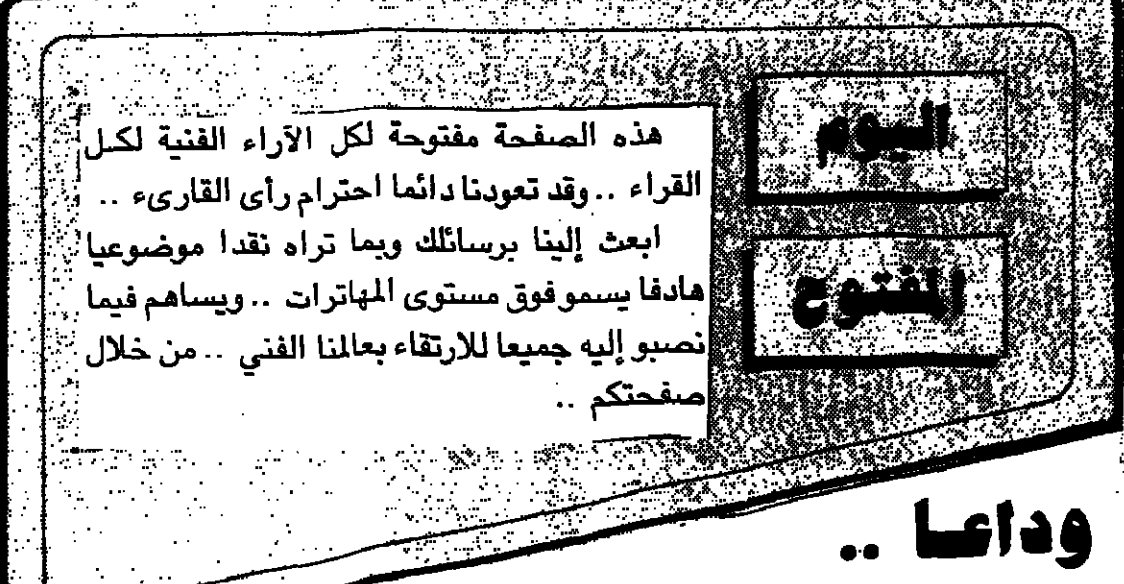 اليوم
المفتوح
هذه الصفحة مفتوحة لكل الآراء الفنية لكل
القراء .. وقد تعودنا دائما احترام رأى القارىء ..
ابعث إلينا برسائلك وبما تراه نقدا موضوعيا
هادفا يسمو فوق مستوى المهاترات .. ويساهم فيما
نصبو إليه جميعا للارتقاء بعالمنا الفني .. من خلال
صفحتكم ..
وداعا ..